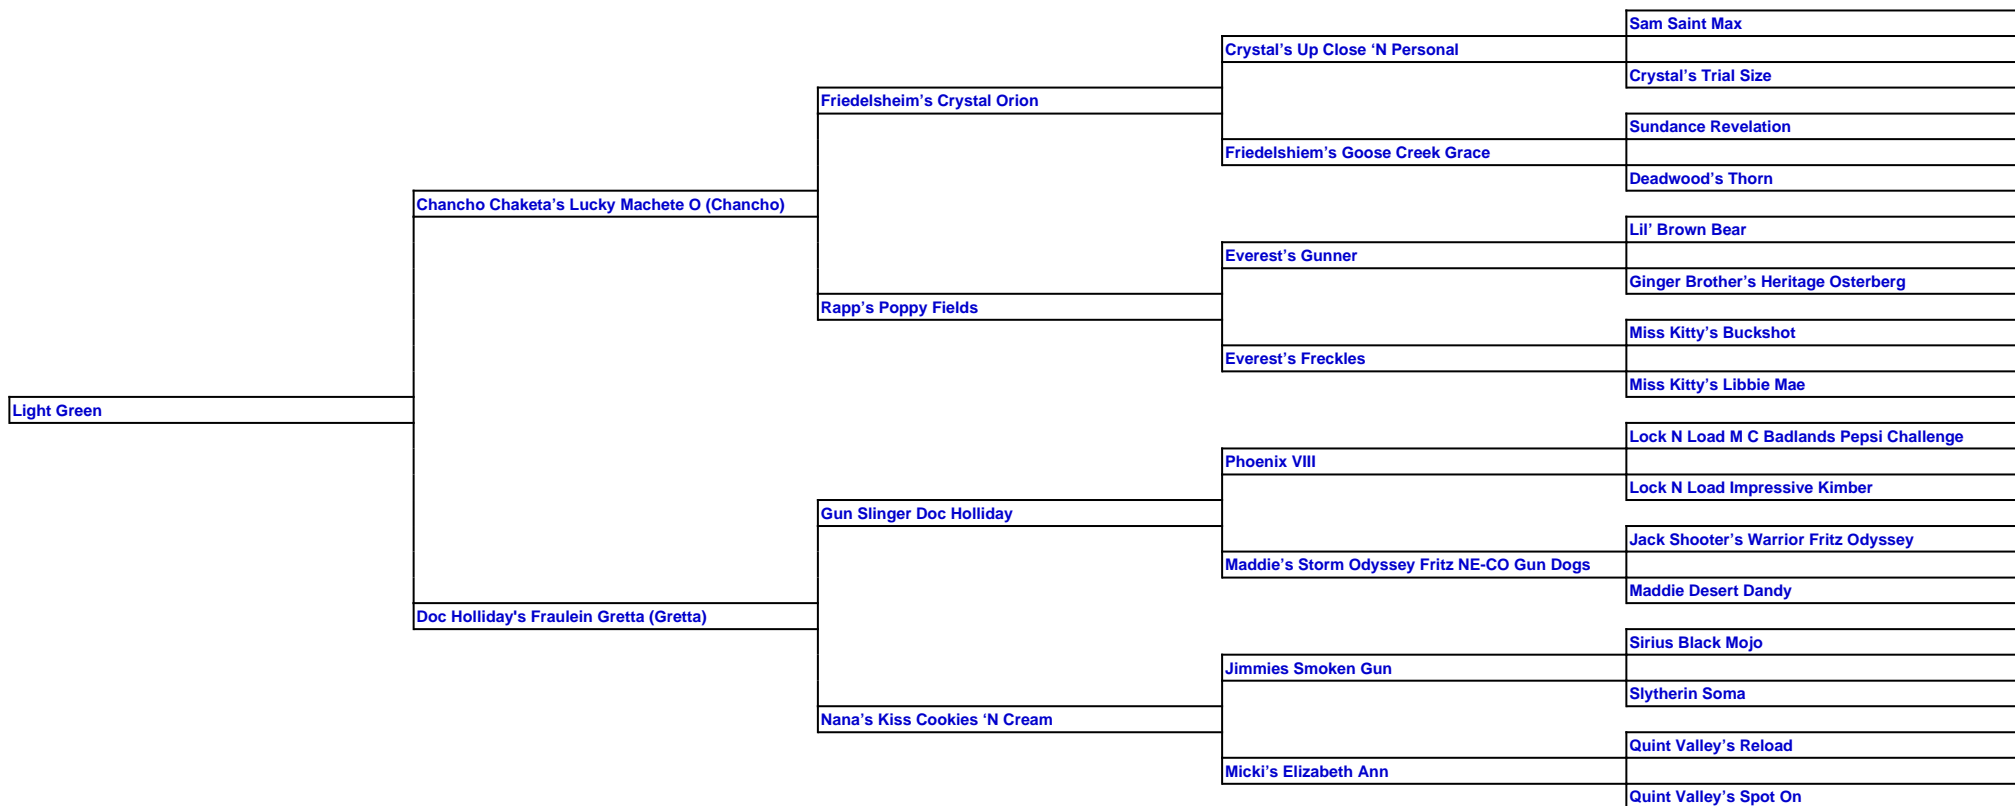 Sam Saint Max
Crystal’s Up Close ‘N Personal
Crystal’s Trial Size
Friedelsheim’s Crystal Orion
Sundance Revelation
Friedelshiem’s Goose Creek Grace
Deadwood’s Thorn
Chancho Chaketa’s Lucky Machete O (Chancho)
Lil’ Brown Bear
Everest’s Gunner
Ginger Brother’s Heritage Osterberg
Rapp’s Poppy Fields
Miss Kitty’s Buckshot
Everest’s Freckles
Miss Kitty’s Libbie Mae
Light Green
Lock N Load M C Badlands Pepsi Challenge
Phoenix VIII
Lock N Load Impressive Kimber
Gun Slinger Doc Holliday
Jack Shooter’s Warrior Fritz Odyssey
Maddie’s Storm Odyssey Fritz NE-CO Gun Dogs
Maddie Desert Dandy
Doc Holliday's Fraulein Gretta (Gretta)
Sirius Black Mojo
Jimmies Smoken Gun
Slytherin Soma
Nana’s Kiss Cookies ‘N Cream
Quint Valley’s Reload
Micki’s Elizabeth Ann
Quint Valley’s Spot On